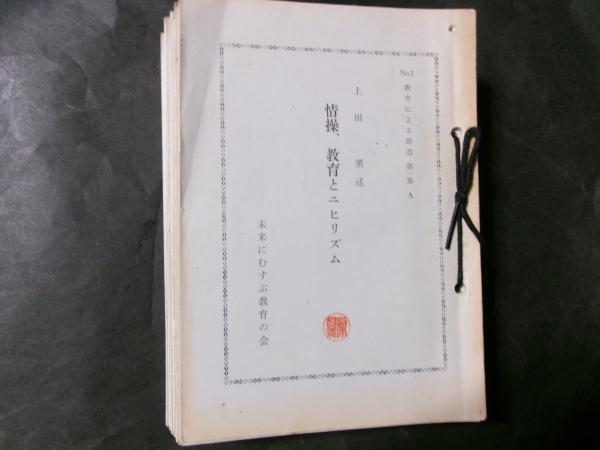 No.1 教育による創造 第一集 A
上田 薫 述
情操、教育とニヒリズム
未来にむすぶ教育の会